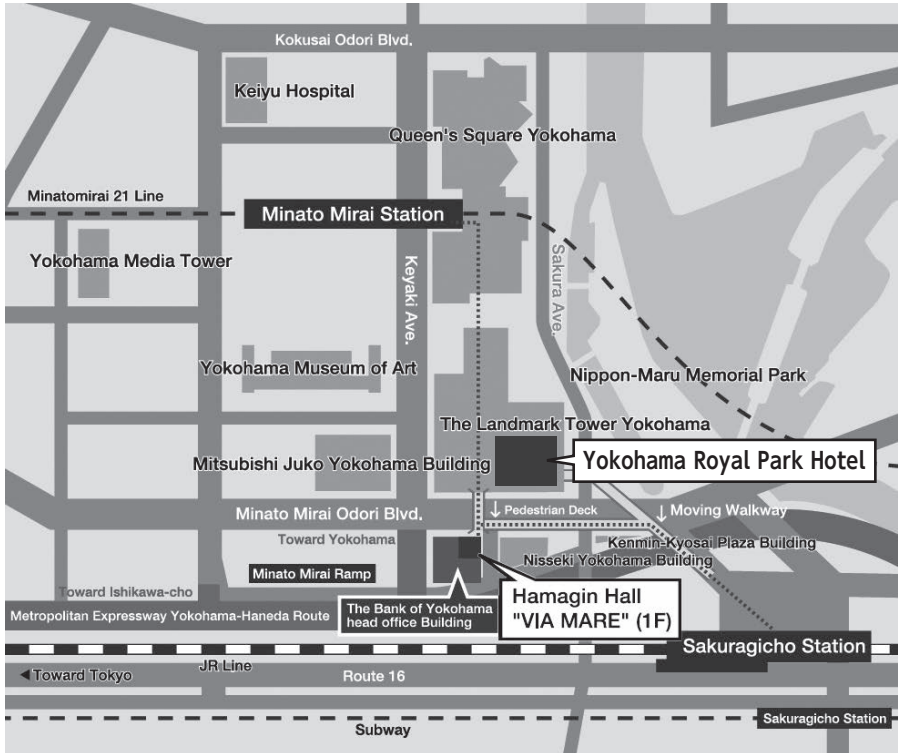 Kokusai Odori Blvd.
Keiyu Hospital
Queen's Square Yokohama
Minatomirai 21 Line
Minato Mirai Station
Yokohama Media Tower
Keyaki Ave.
Sakura Ave.
Yokohama Museum of Art
Nippon-Maru Memorial Park
The Landmark Tower Yokohama
Mitsubishi Juko Yokohama Building
Yokohama Royal Park Hotel
Minato Mirai Odori Blvd.
↓ Pedestrian Deck
↓ Moving Walkway
Toward Yokohama
Kenmin-Kyosai Plaza Building
Nisseki Yokohama Building
Minato Mirai Ramp
Toward Ishikawa-cho
Metropolitan Expressway Yokohama-Haneda Route
The Bank of Yokohama
head office Building
Hamagin Hall
"VIA MARE" (1F)
Sakuragicho Station
JR Line
◀Toward Tokyo
Route 16
Subway
Sakuragicho Station